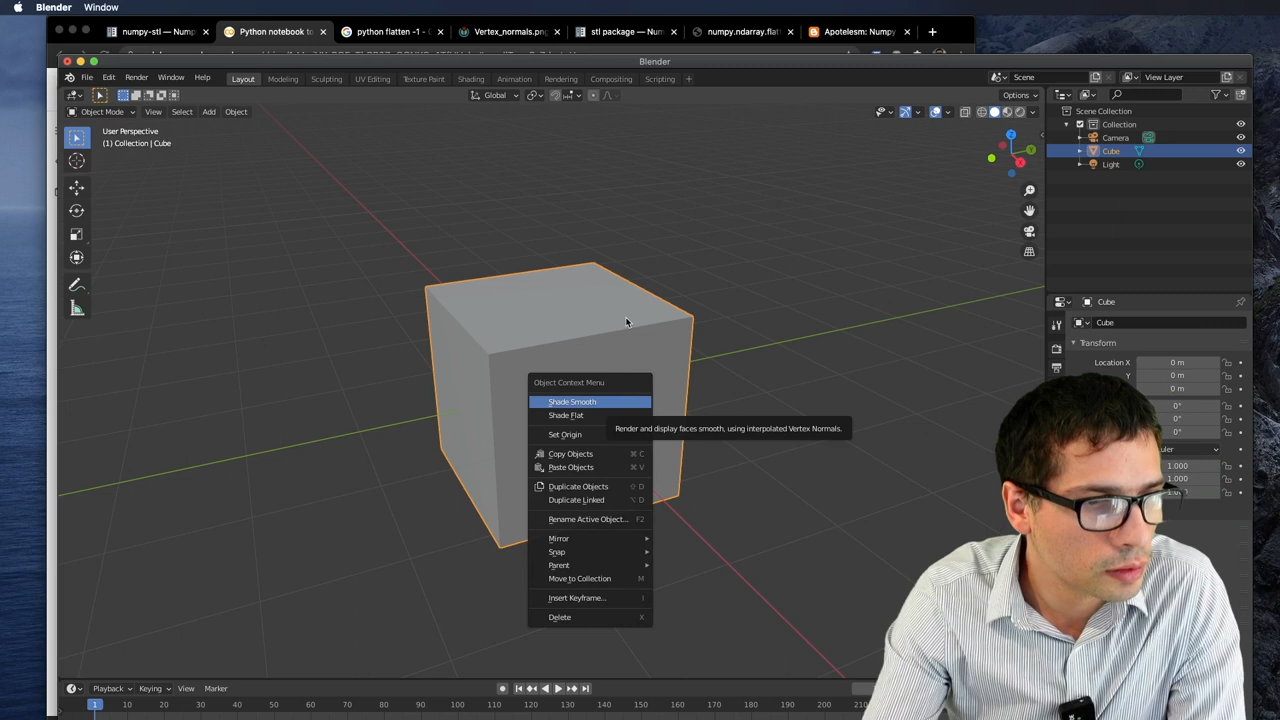 Blender Window
numpy-stl — Nump
Python notebook to
python flatten -1 - G
Vertex_normals.png
stl package — Num
numpy.ndarray.flat
Apotelesm: Numpy
Blender
File Edit Render Window Help
Layout Modeling Sculpting UV Editing Texture Paint Shading Animation Rendering Compositing Scripting +
Scene
View Layer
Global
Options
Object Mode View Select Add Object
User Perspective
(1) Collection | Cube
Scene Collection
Collection
Camera
Cube
Light
Z
Y
X
Cube
Cube
Transform
Location X 0 m
Y 0 m
0 m
0°
0°
0°
uler
1.000
1.000
Object Context Menu
Shade Smooth
Shade Flat
Render and display faces smooth, using interpolated Vertex Normals.
Set Origin
Copy Objects ⌘ C
Paste Objects ⌘ V
Duplicate Objects ⇧ D
Duplicate Linked ⌥ D
Rename Active Object... F2
Mirror
Snap
Parent
Move to Collection M
Insert Keyframe... I
Delete X
Playback Keying View Marker
1 10 20 30 40 50 60 70 80 90 100 110 120 130 140 150 160 170 180 190 200